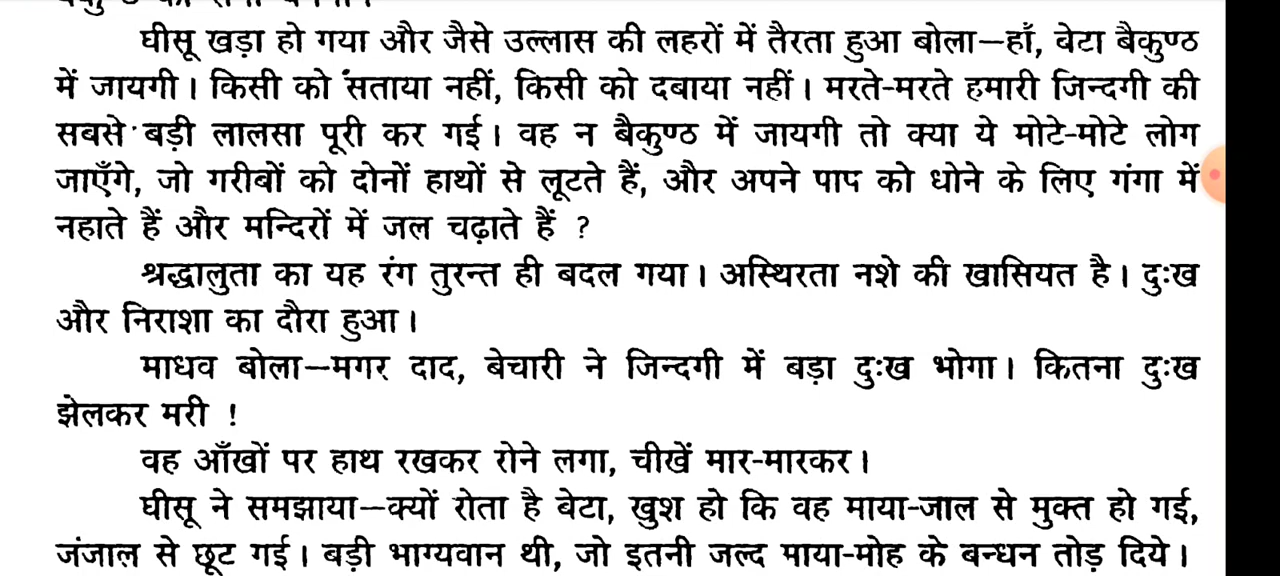 घीसू खड़ा हो गया और जैसे उल्लास की लहरों में तैरता हुआ बोला—हाँ, बेटा बैकुण्ठ
में जायगी। किसी को सताया नहीं, किसी को दबाया नहीं। मरते-मरते हमारी जिन्दगी की
सबसे बड़ी लालसा पूरी कर गई। वह न बैकुण्ठ में जायगी तो क्या ये मोटे-मोटे लोग
जाएँगे, जो गरीबों को दोनों हाथों से लूटते हैं, और अपने पाप को धोने के लिए गंगा में
नहाते हैं और मन्दिरों में जल चढ़ाते हैं ?
श्रद्धालुता का यह रंग तुरन्त ही बदल गया। अस्थिरता नशे की खासियत है। दुःख
और निराशा का दौरा हुआ।
माधव बोला—मगर दाद, बेचारी ने जिन्दगी में बड़ा दुःख भोगा। कितना दुःख
झेलकर मरी !
वह आँखों पर हाथ रखकर रोने लगा, चीखें मार-मारकर।
घीसू ने समझाया—क्यों रोता है बेटा, खुश हो कि वह माया-जाल से मुक्त हो गई,
जंजाल से छूट गई। बड़ी भाग्यवान थी, जो इतनी जल्द माया-मोह के बन्धन तोड़ दिये।